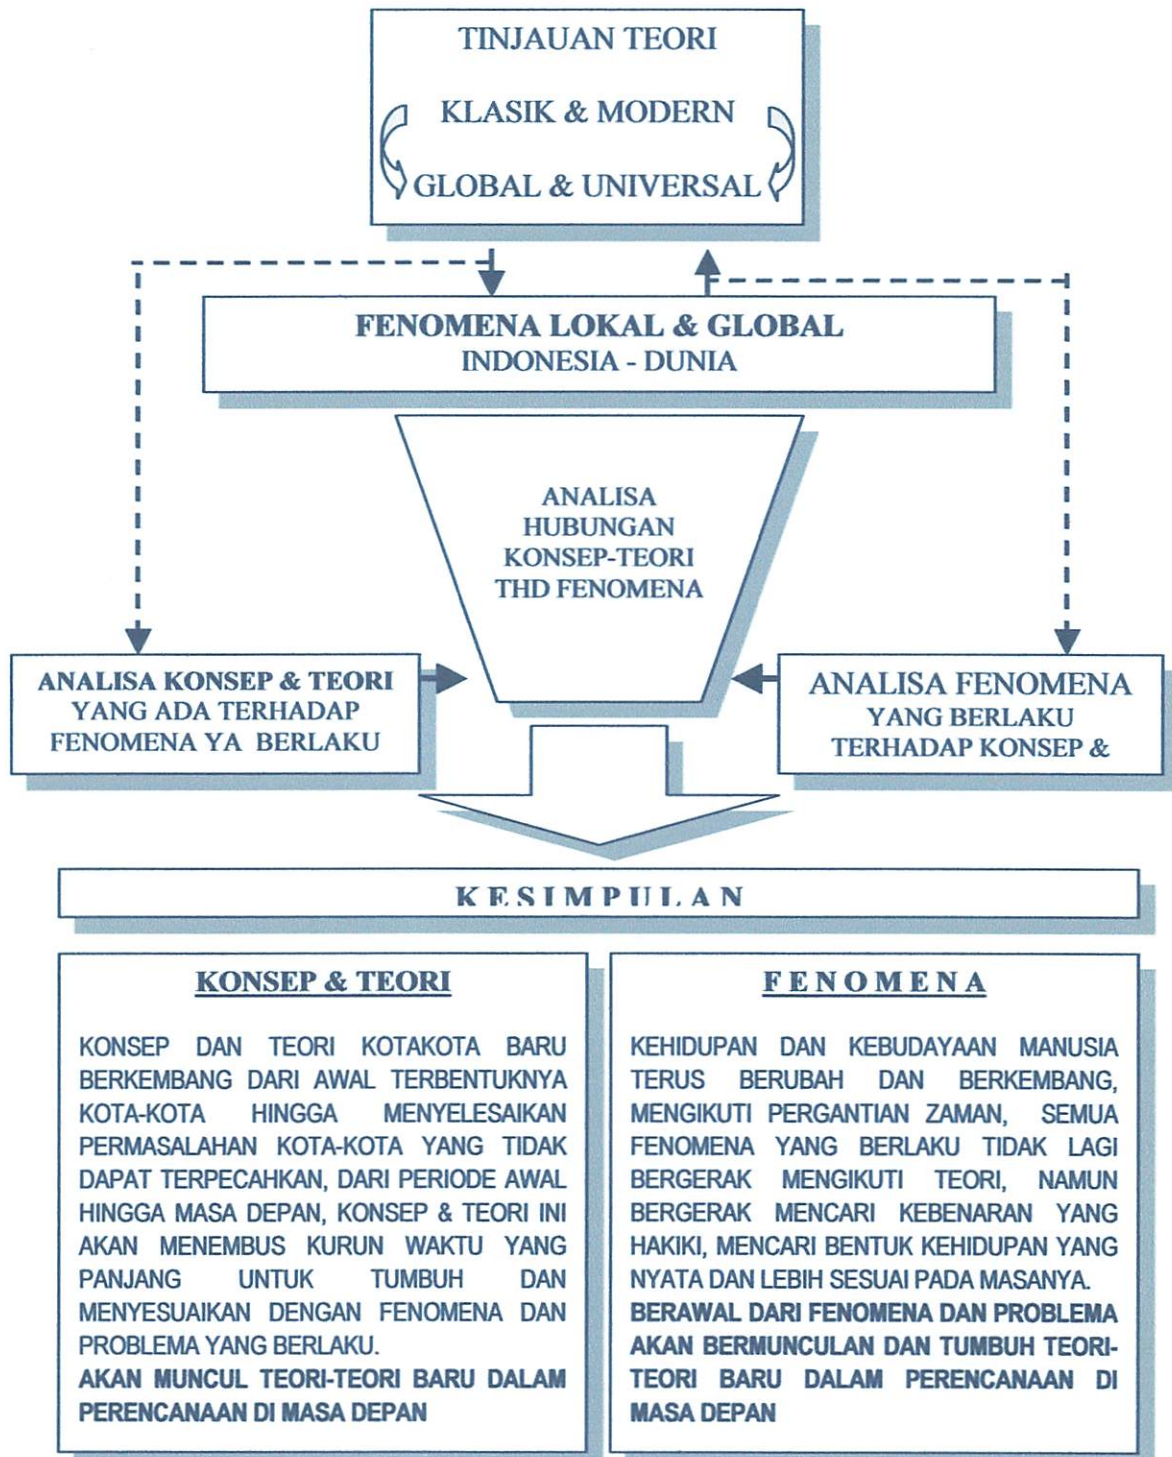 TINJAUAN TEORI
KLASIK & MODERN
GLOBAL & UNIVERSAL
FENOMENA LOKAL & GLOBAL
INDONESIA - DUNIA
ANALISA
HUBUNGAN
KONSEP-TEORI
THD FENOMENA
ANALISA KONSEP & TEORI
YANG ADA TERHADAP
FENOMENA YA BERLAKU
ANALISA FENOMENA
YANG BERLAKU
TERHADAP KONSEP &
K E S I M P U L A N
KONSEP & TEORI
KONSEP DAN TEORI KOTAKOTA BARU
BERKEMBANG DARI AWAL TERBENTUKNYA
KOTA-KOTA HINGGA MENYELESAIKAN
PERMASALAHAN KOTA-KOTA YANG TIDAK
DAPAT TERPECAHKAN, DARI PERIODE AWAL
HINGGA MASA DEPAN, KONSEP & TEORI INI
AKAN MENEMBUS KURUN WAKTU YANG
PANJANG UNTUK TUMBUH DAN
MENYESUAIKAN DENGAN FENOMENA DAN
PROBLEMA YANG BERLAKU.
AKAN MUNCUL TEORI-TEORI BARU DALAM
PERENCANAAN DI MASA DEPAN
F E N O M E N A
KEHIDUPAN DAN KEBUDAYAAN MANUSIA
TERUS BERUBAH DAN BERKEMBANG,
MENGIKUTI PERGANTIAN ZAMAN, SEMUA
FENOMENA YANG BERLAKU TIDAK LAGI
BERGERAK MENGIKUTI TEORI, NAMUN
BERGERAK MENCARI KEBENARAN YANG
HAKIKI, MENCARI BENTUK KEHIDUPAN YANG
NYATA DAN LEBIH SESUAI PADA MASANYA.
BERAWAL DARI FENOMENA DAN PROBLEMA
AKAN BERMUNCULAN DAN TUMBUH TEORI-
TEORI BARU DALAM PERENCANAAN DI
MASA DEPAN